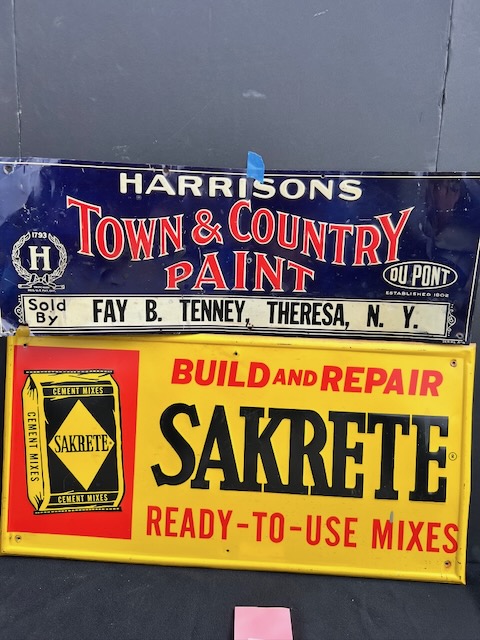 HARRISONS
TOWN & COUNTRY
PAINT
1793
H
DU PONT
ESTABLISHED 1802
Sold By
FAY B. TENNEY, THERESA, N. Y.
BUILD AND REPAIR
SAKRETE®
READY-TO-USE MIXES
CEMENT MIXES
CEMENT MIXES
SAKRETE
CEMENT MIXES